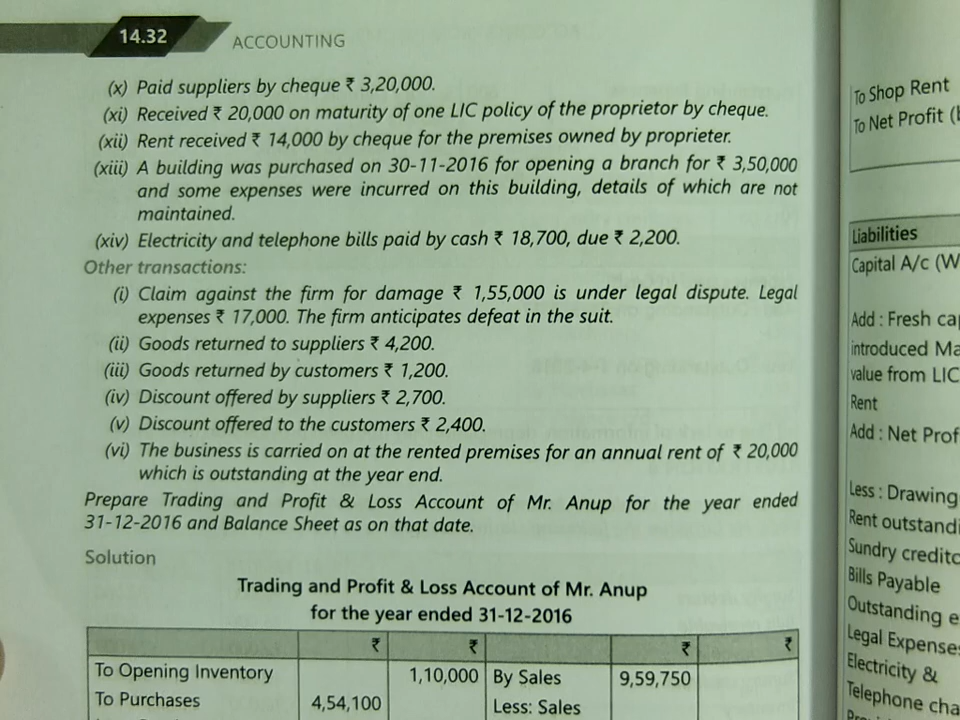 14.32 ACCOUNTING
(x) Paid suppliers by cheque ₹ 3,20,000.
(xi) Received ₹ 20,000 on maturity of one LIC policy of the proprietor by cheque.
(xii) Rent received ₹ 14,000 by cheque for the premises owned by proprieter.
(xiii) A building was purchased on 30-11-2016 for opening a branch for ₹ 3,50,000
and some expenses were incurred on this building, details of which are not
maintained.
(xiv) Electricity and telephone bills paid by cash ₹ 18,700, due ₹ 2,200.
Other transactions:
(i) Claim against the firm for damage ₹ 1,55,000 is under legal dispute. Legal
expenses ₹ 17,000. The firm anticipates defeat in the suit.
(ii) Goods returned to suppliers ₹ 4,200.
(iii) Goods returned by customers ₹ 1,200.
(iv) Discount offered by suppliers ₹ 2,700.
(v) Discount offered to the customers ₹ 2,400.
(vi) The business is carried on at the rented premises for an annual rent of ₹ 20,000
which is outstanding at the year end.
Prepare Trading and Profit & Loss Account of Mr. Anup for the year ended
31-12-2016 and Balance Sheet as on that date.
Solution
Trading and Profit & Loss Account of Mr. Anup
for the year ended 31-12-2016
₹ ₹ ₹ ₹
To Opening Inventory 1,10,000 By Sales 9,59,750
To Purchases 4,54,100 Less: Sales
To Shop Rent
To Net Profit (
Liabilities
Capital A/c (W
Add : Fresh ca
introduced Ma
value from LIC
Rent
Add : Net Prof
Less : Drawing
Rent outstandi
Sundry credito
Bills Payable
Outstanding e
Legal Expense
Electricity &
Telephone cha